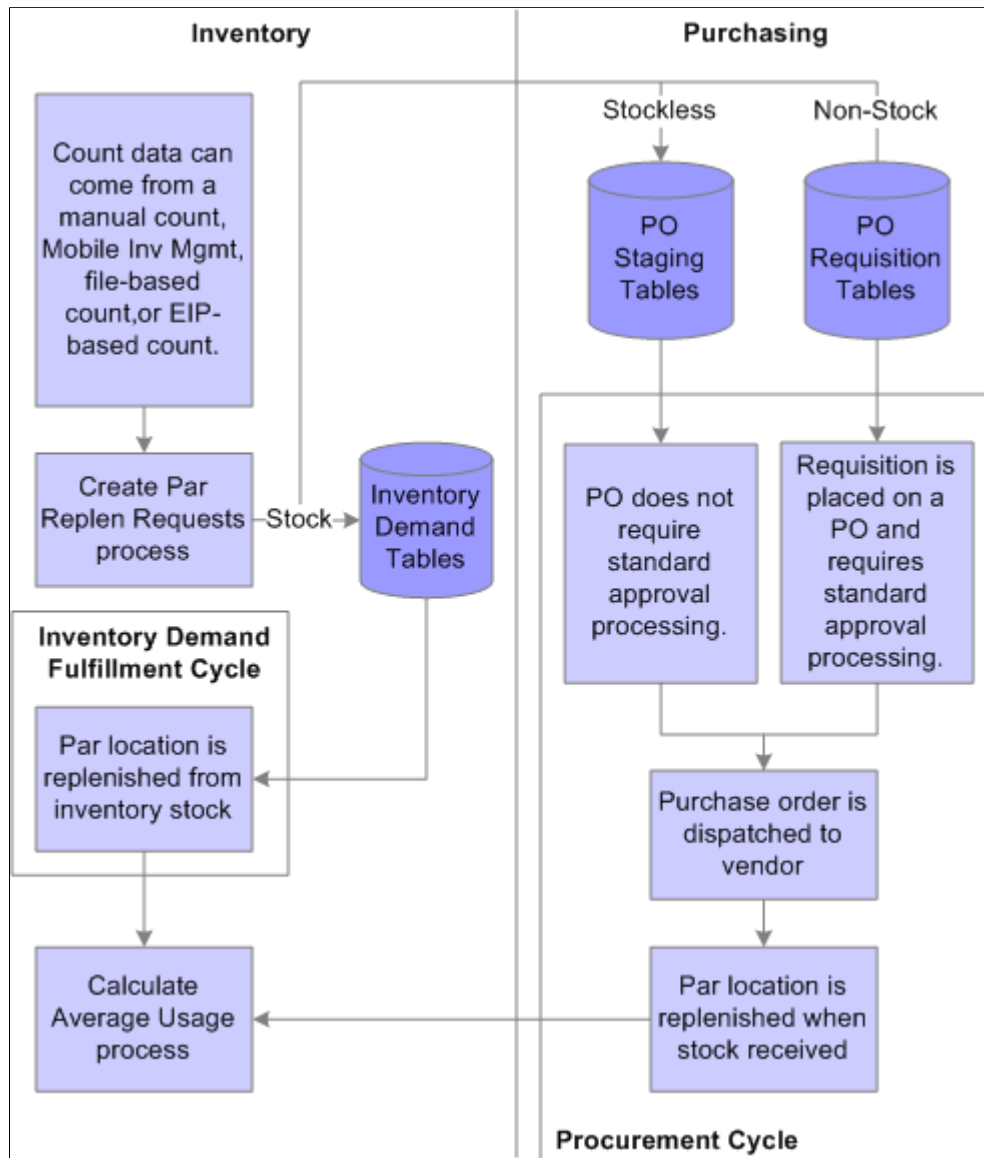 Inventory
Purchasing
Count data can
come from a
manual count,
Mobile Inv Mgmt,
file-based
count,or EIP-
based count.
Create Par
Replen Requests
process
Stock
Inventory
Demand
Tables
Inventory Demand
Fulfillment Cycle
Par location is
replenished from
inventory stock
Calculate
Average Usage
process
Stockless
Non-Stock
PO
Staging
Tables
PO
Requisition
Tables
PO does not
require
standard
approval
processing.
Requisition is
placed on a
PO and
requires
standard
approval
processing.
Purchase order is
dispatched to
vendor
Par location is
replenished when
stock received
Procurement Cycle